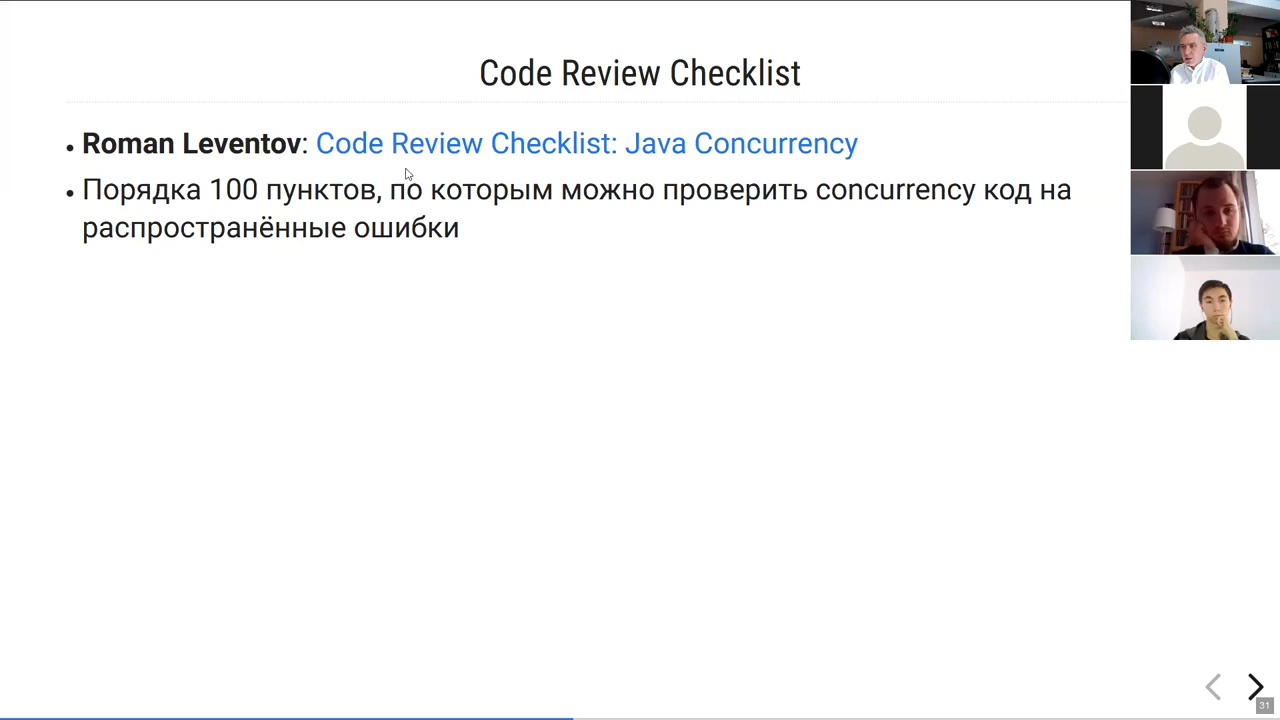 Code Review Checklist
• Roman Leventov: Code Review Checklist: Java Concurrency
• Порядка 100 пунктов, по которым можно проверить concurrency код на
распространённые ошибки
31